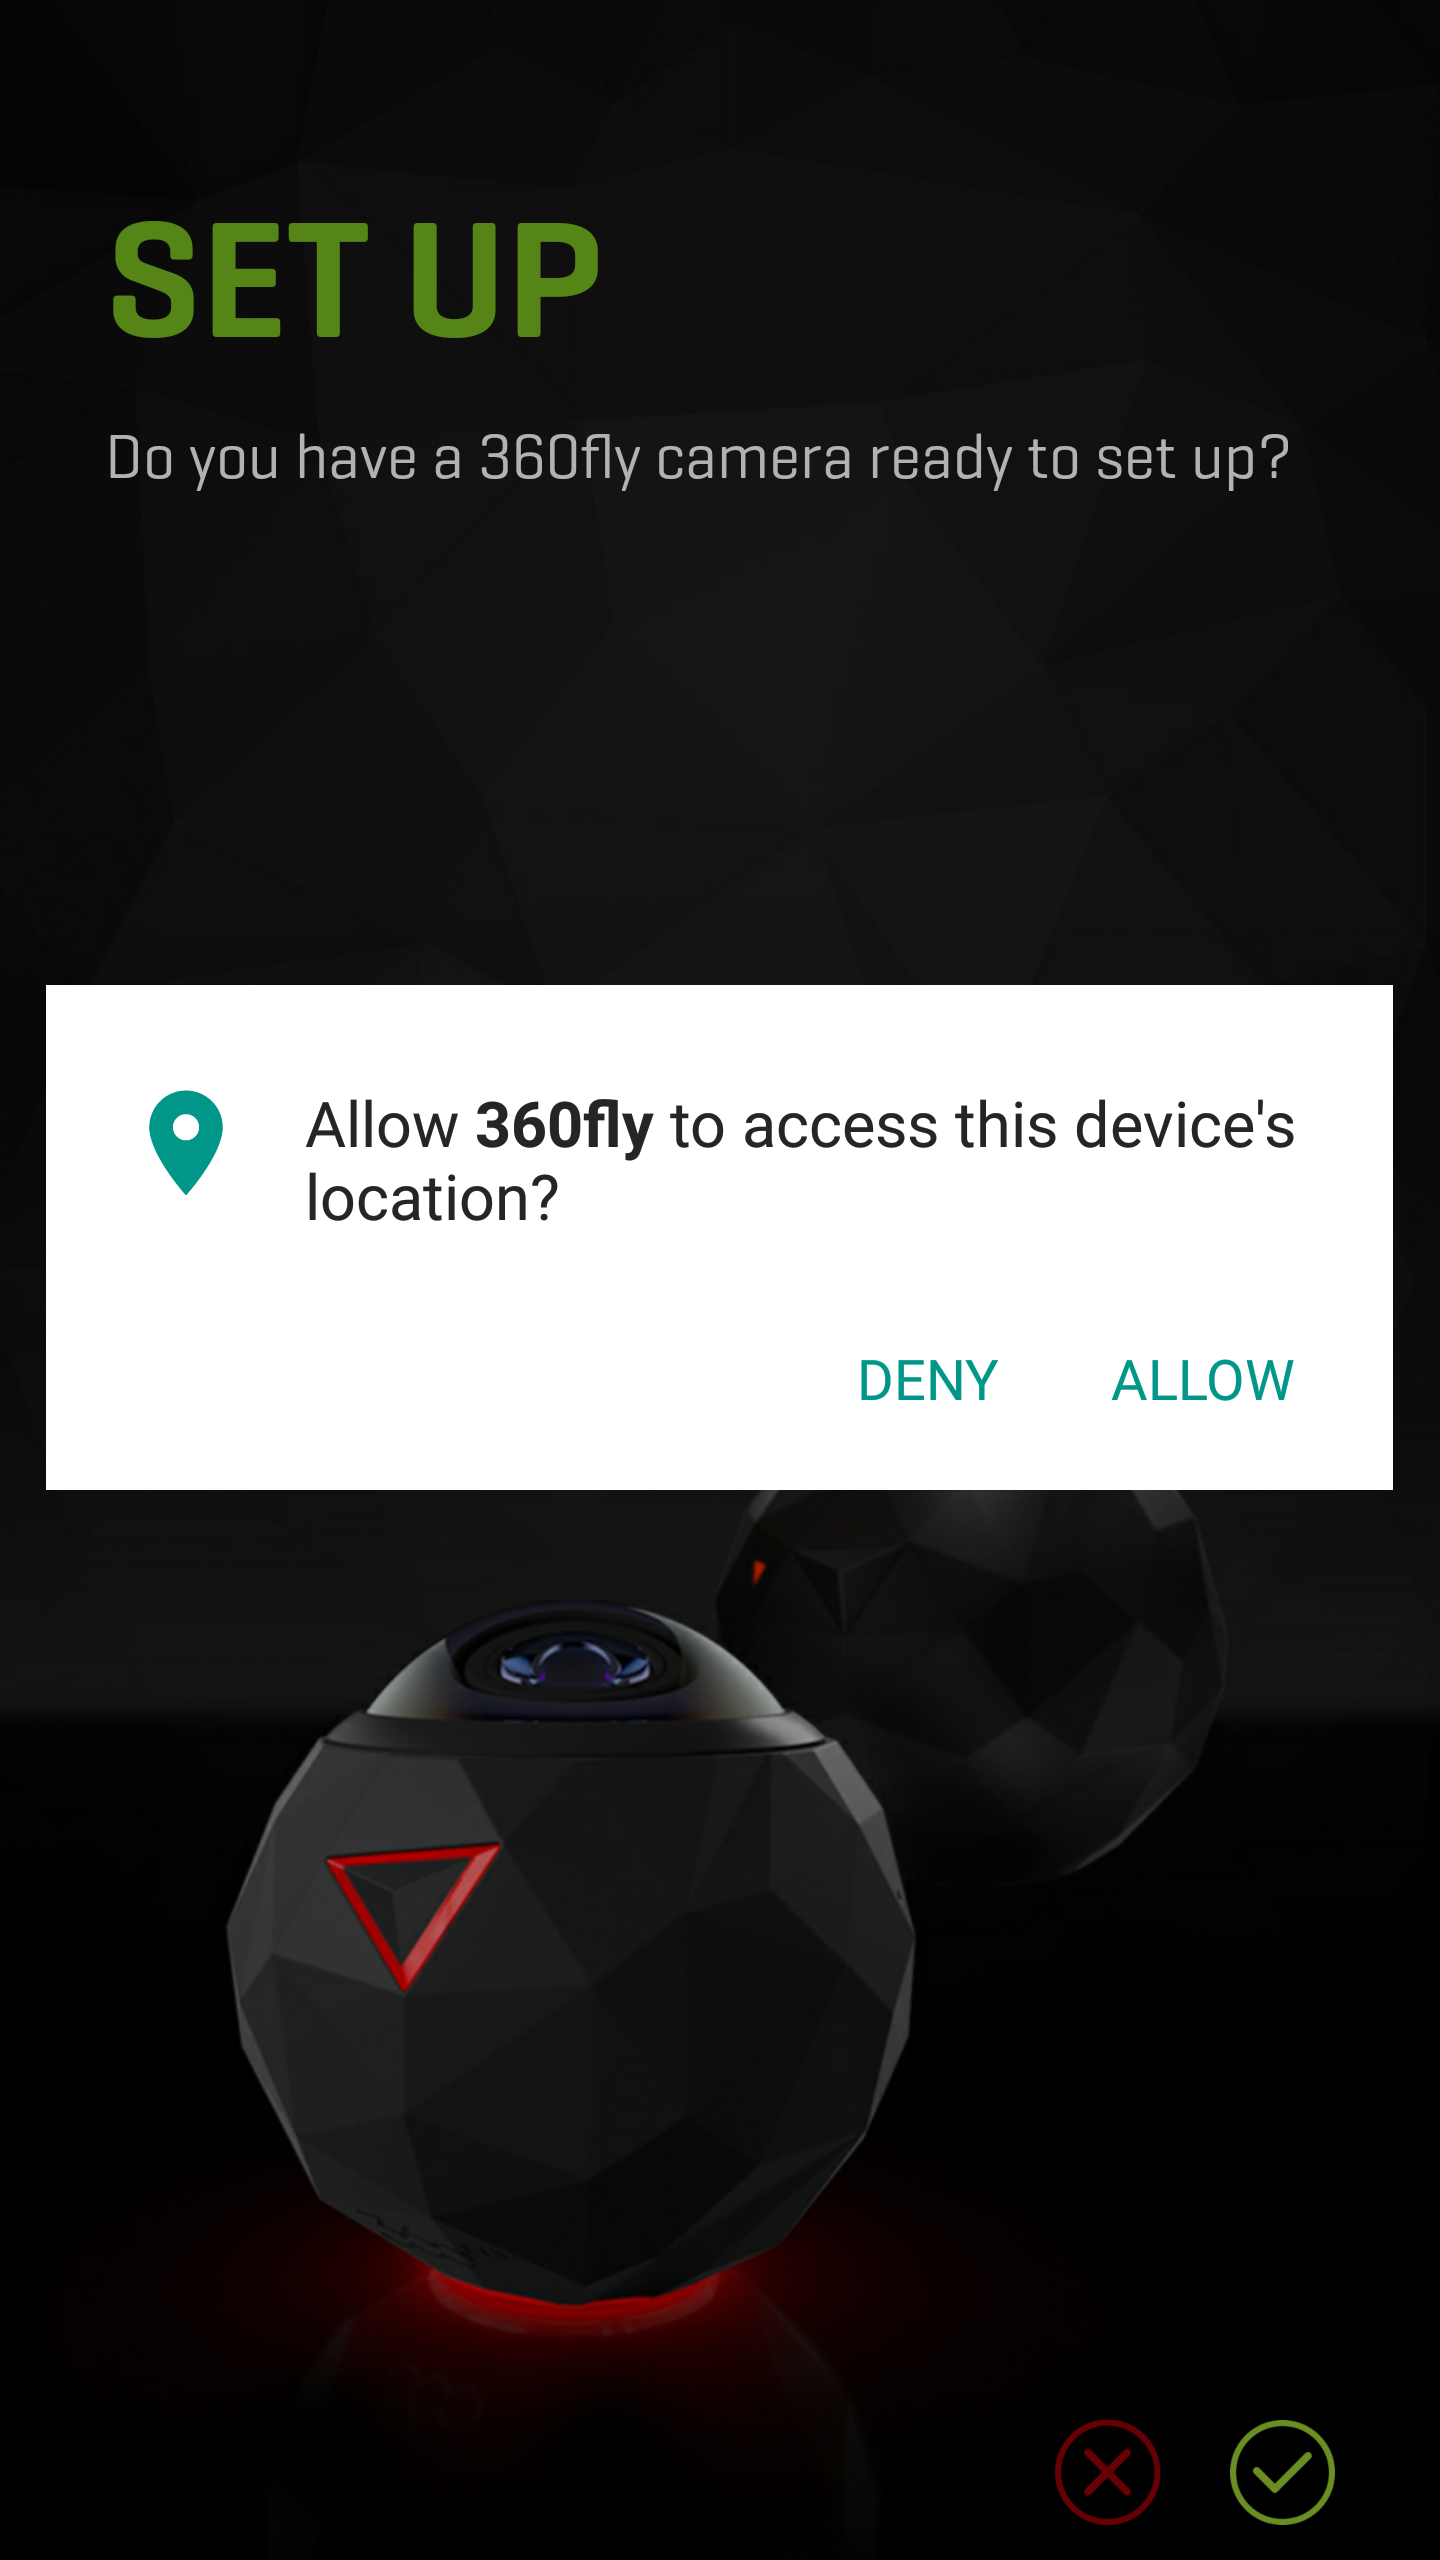 SET UP
Do you have a 360fly camera ready to set up?
Allow 360fly to access this device's
location?
DENY ALLOW